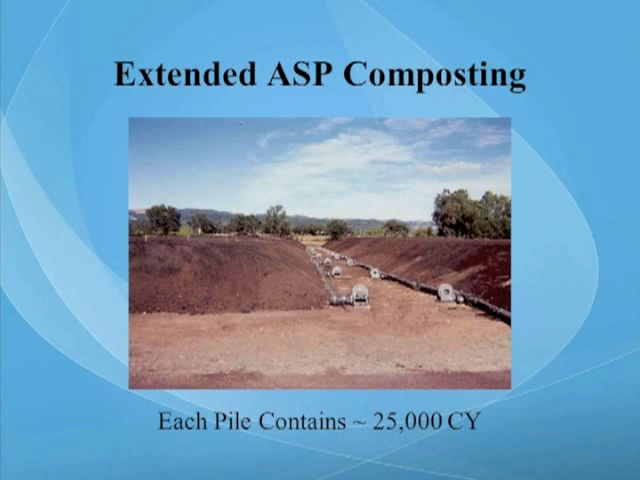 Extended ASP Composting
Each Pile Contains ~ 25,000 CY